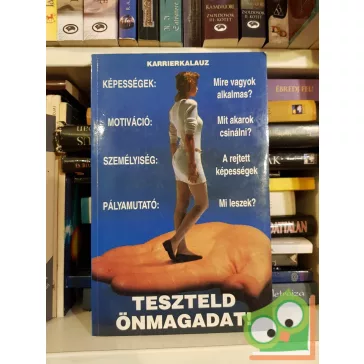 KARRIERKALAUZ
KÉPESSÉGEK: Mire vagyok
alkalmas?
MOTIVÁCIÓ: Mit akarok
csinálni?
SZEMÉLYISÉG: A rejtett
képességek
PÁLYAMUTATÓ: Mi leszek?
TESZTELD
ÖNMAGADAT!